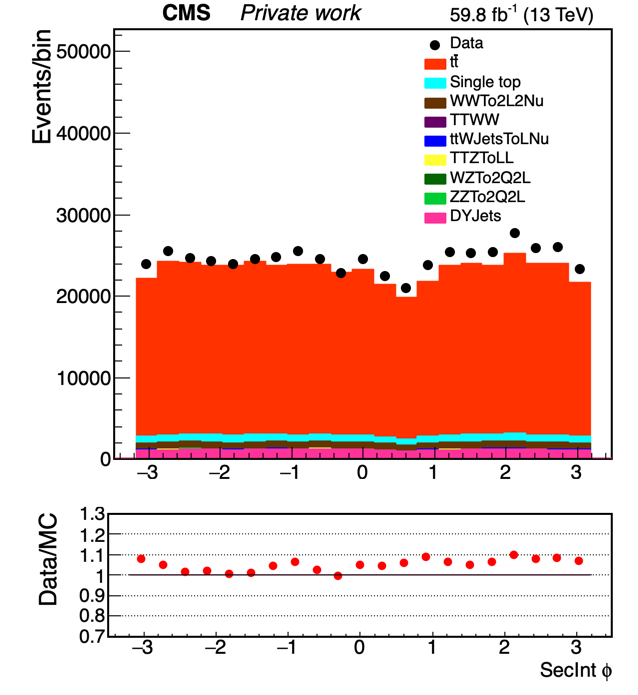 CMS Private work 59.8 fb⁻¹ (13 TeV)
Events/bin
50000
40000
30000
20000
10000
0
Data
tt̄
Single top
WWTo2L2Nu
TTWW
ttWJetsToLNu
TTZToLL
WZTo2Q2L
ZZTo2Q2L
DYJets
−3 −2 −1 0 1 2 3
Data/MC
1.3
1.2
1.1
1
0.9
0.8
0.7
−3 −2 −1 0 1 2 3
SecInt ϕ